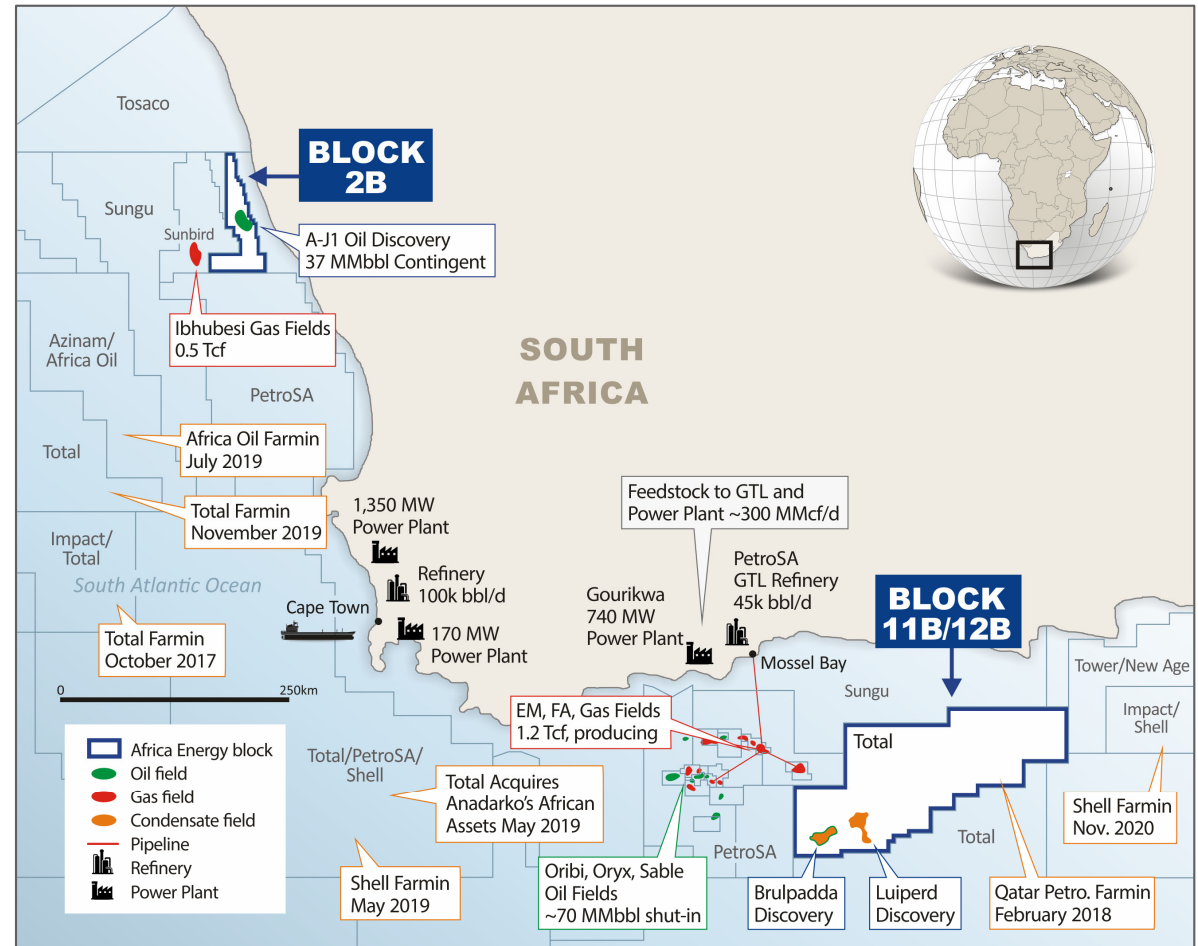 Tosaco
BLOCK
2B
Sungu
Sunbird
A-J1 Oil Discovery
37 MMbbl Contingent
Ibhubesi Gas Fields
0.5 Tcf
Azinam/
Africa Oil
SOUTH
AFRICA
PetroSA
Africa Oil Farmin
July 2019
Total
Total Farmin
November 2019
1,350 MW
Power Plant
Feedstock to GTL and
Power Plant ~300 MMcf/d
Impact/
Total
South Atlantic Ocean
Refinery
100k bbl/d
PetroSA
GTL Refinery
45k bbl/d
Gourikwa
740 MW
Power Plant
BLOCK
11B/12B
Cape Town
170 MW
Power Plant
Total Farmin
October 2017
Mossel Bay
Tower/New Age
Sungu
0
250km
EM, FA, Gas Fields
1.2 Tcf, producing
Impact/
Shell
Total
Africa Energy block
Oil field
Gas field
Condensate field
Pipeline
Refinery
Power Plant
Total/PetroSA/
Shell
Total Acquires
Anadarko's African
Assets May 2019
Shell Farmin
Nov. 2020
PetroSA
Total
Shell Farmin
May 2019
Oribi, Oryx, Sable
Oil Fields
~70 MMbbl shut-in
Brulpadda
Discovery
Luiperd
Discovery
Qatar Petro. Farmin
February 2018